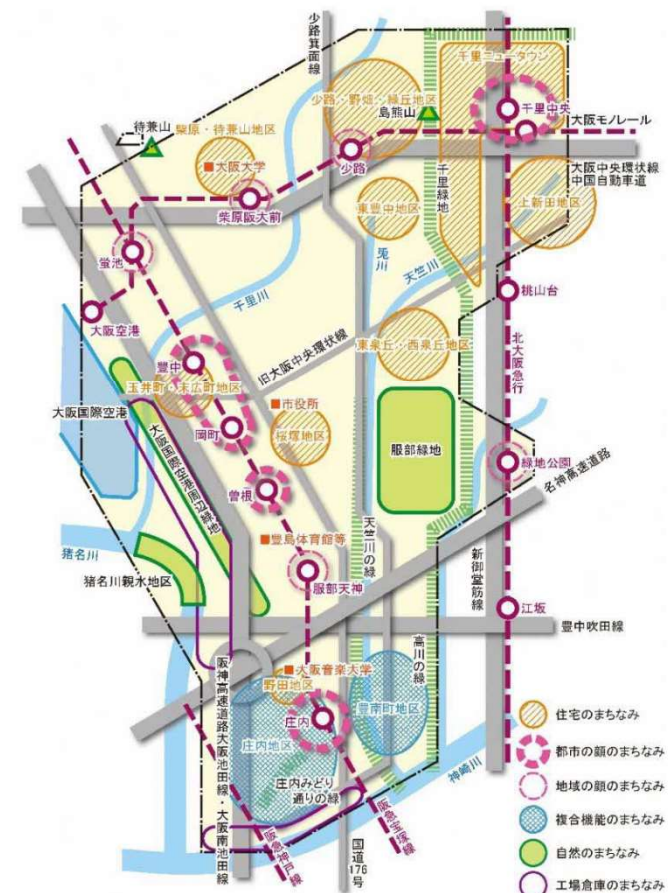 少路箕面線
千里ニュータウン
少路・野畑・緑丘地区
千里中央
待兼山
柴原・待兼山地区
島熊山
大阪モノレール
大阪大学
少路
大阪中央環状線
中国自動車道
千里緑地
上新田地区
柴原阪大前
東豊中地区
兎川
天竺川
螢池
千里川
桃山台
大阪空港
旧大阪中央環状線
東泉丘・西泉丘地区
北大阪急行
豊中
玉井町・末広町地区
大阪国際空港
市役所
岡町
桜塚地区
服部緑地
大阪国際空港周辺緑地
緑地公園
曽根
名神高速道路
天竺川の緑
猪名川
豊島体育館等
新御堂筋線
猪名川親水地区
服部天神
江坂
豊中吹田線
高川の緑
阪神高速道路大阪池田線・大阪南池田線
大阪音楽大学
野田地区
豊南町地区
庄内
庄内地区
神崎川
庄内みどり
通りの緑
阪急神戸線
阪急宝塚線
国道
176
号
住宅のまちなみ
都市の顔のまちなみ
地域の顔のまちなみ
複合機能のまちなみ
自然のまちなみ
工場倉庫のまちなみ